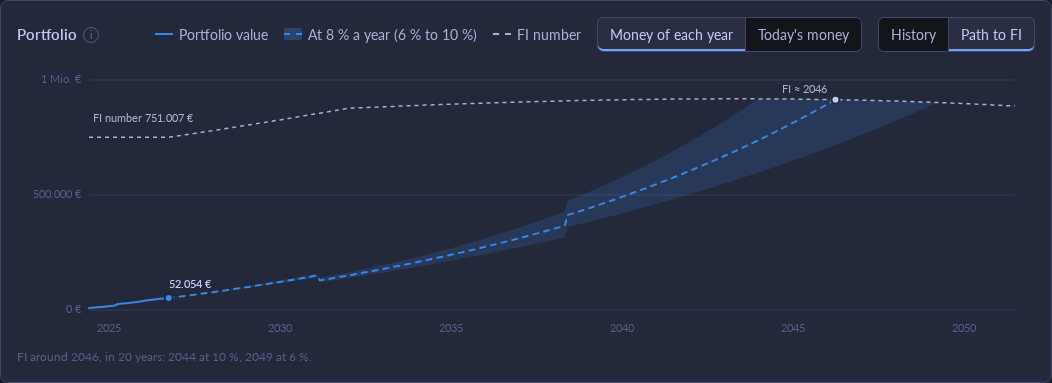 Portfolio
Portfolio value
At 8 % a year (6 % to 10 %)
FI number
Money of each year
Today's money
History
Path to FI
1 Mio. €
FI ≈ 2046
FI number 751.007 €
500.000 €
52.054 €
0 €
2025 2030 2035 2040 2045 2050
FI around 2046, in 20 years: 2044 at 10 %, 2049 at 6 %.